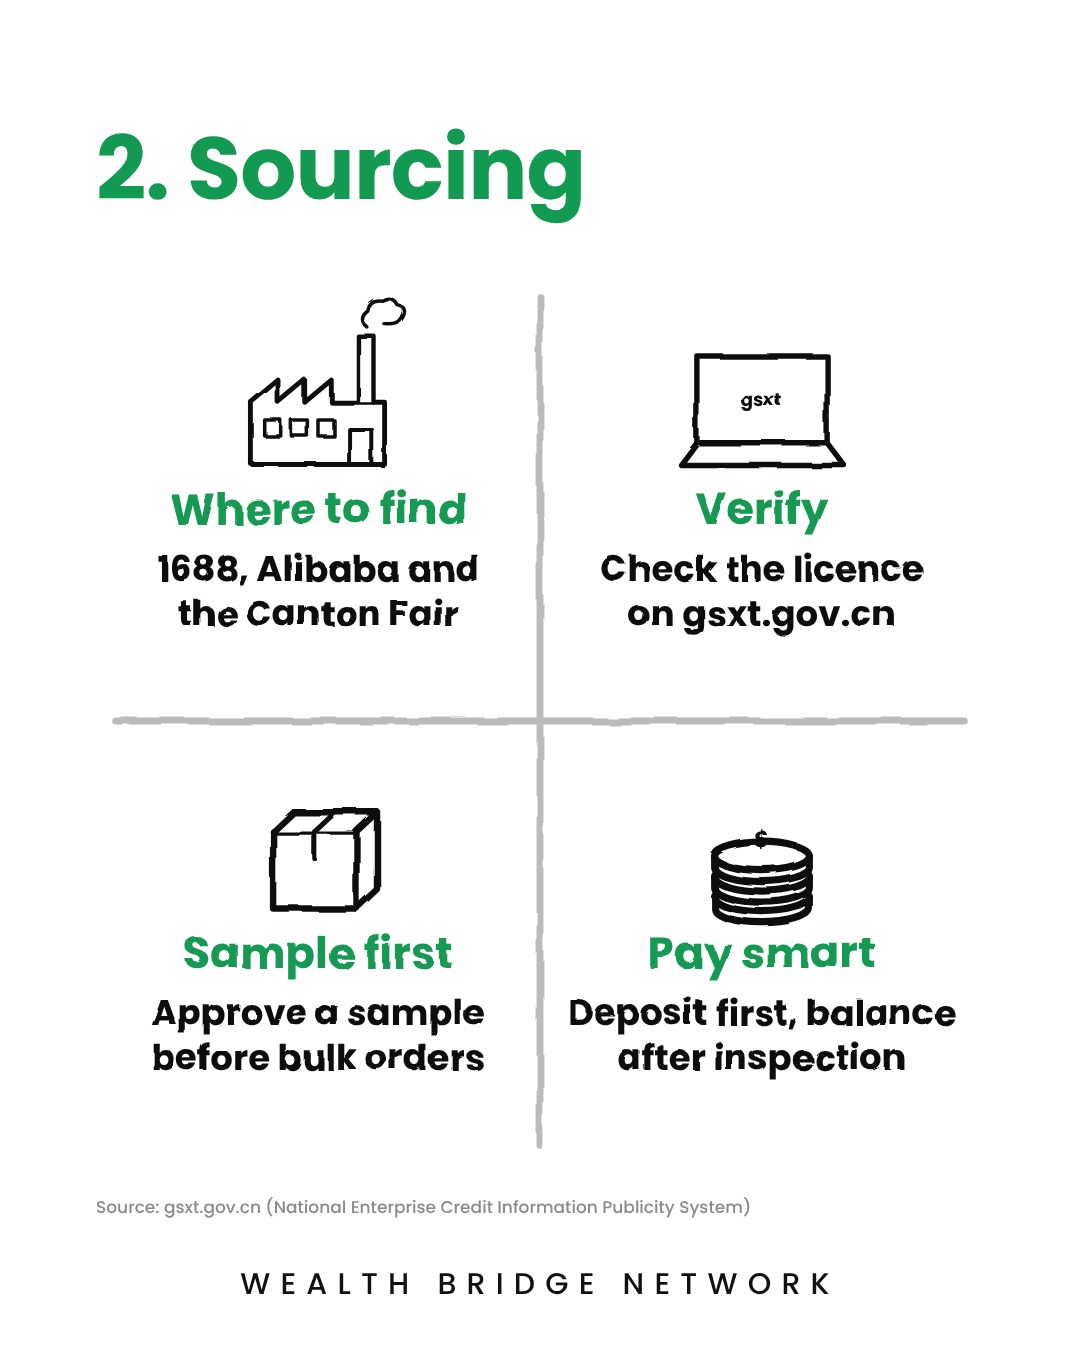 2. Sourcing
gsxt
Where to find
1688, Alibaba and
the Canton Fair
Verify
Check the licence
on gsxt.gov.cn
$
Sample first
Approve a sample
before bulk orders
Pay smart
Deposit first, balance
after inspection
Source: gsxt.gov.cn (National Enterprise Credit Information Publicity System)
WEALTH BRIDGE NETWORK